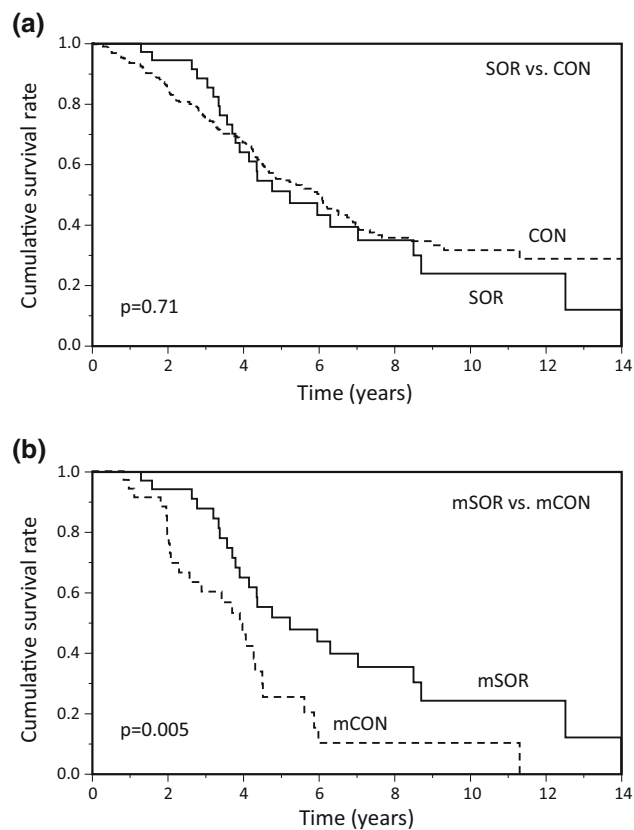 (a)
1.0
0.8
0.6
0.4
0.2
0.0
Cumulative survival rate
SOR vs. CON
CON
SOR
p=0.71
0 2 4 6 8 10 12 14
Time (years)
(b)
1.0
0.8
0.6
0.4
0.2
0.0
Cumulative survival rate
mSOR vs. mCON
mSOR
mCON
p=0.005
0 2 4 6 8 10 12 14
Time (years)